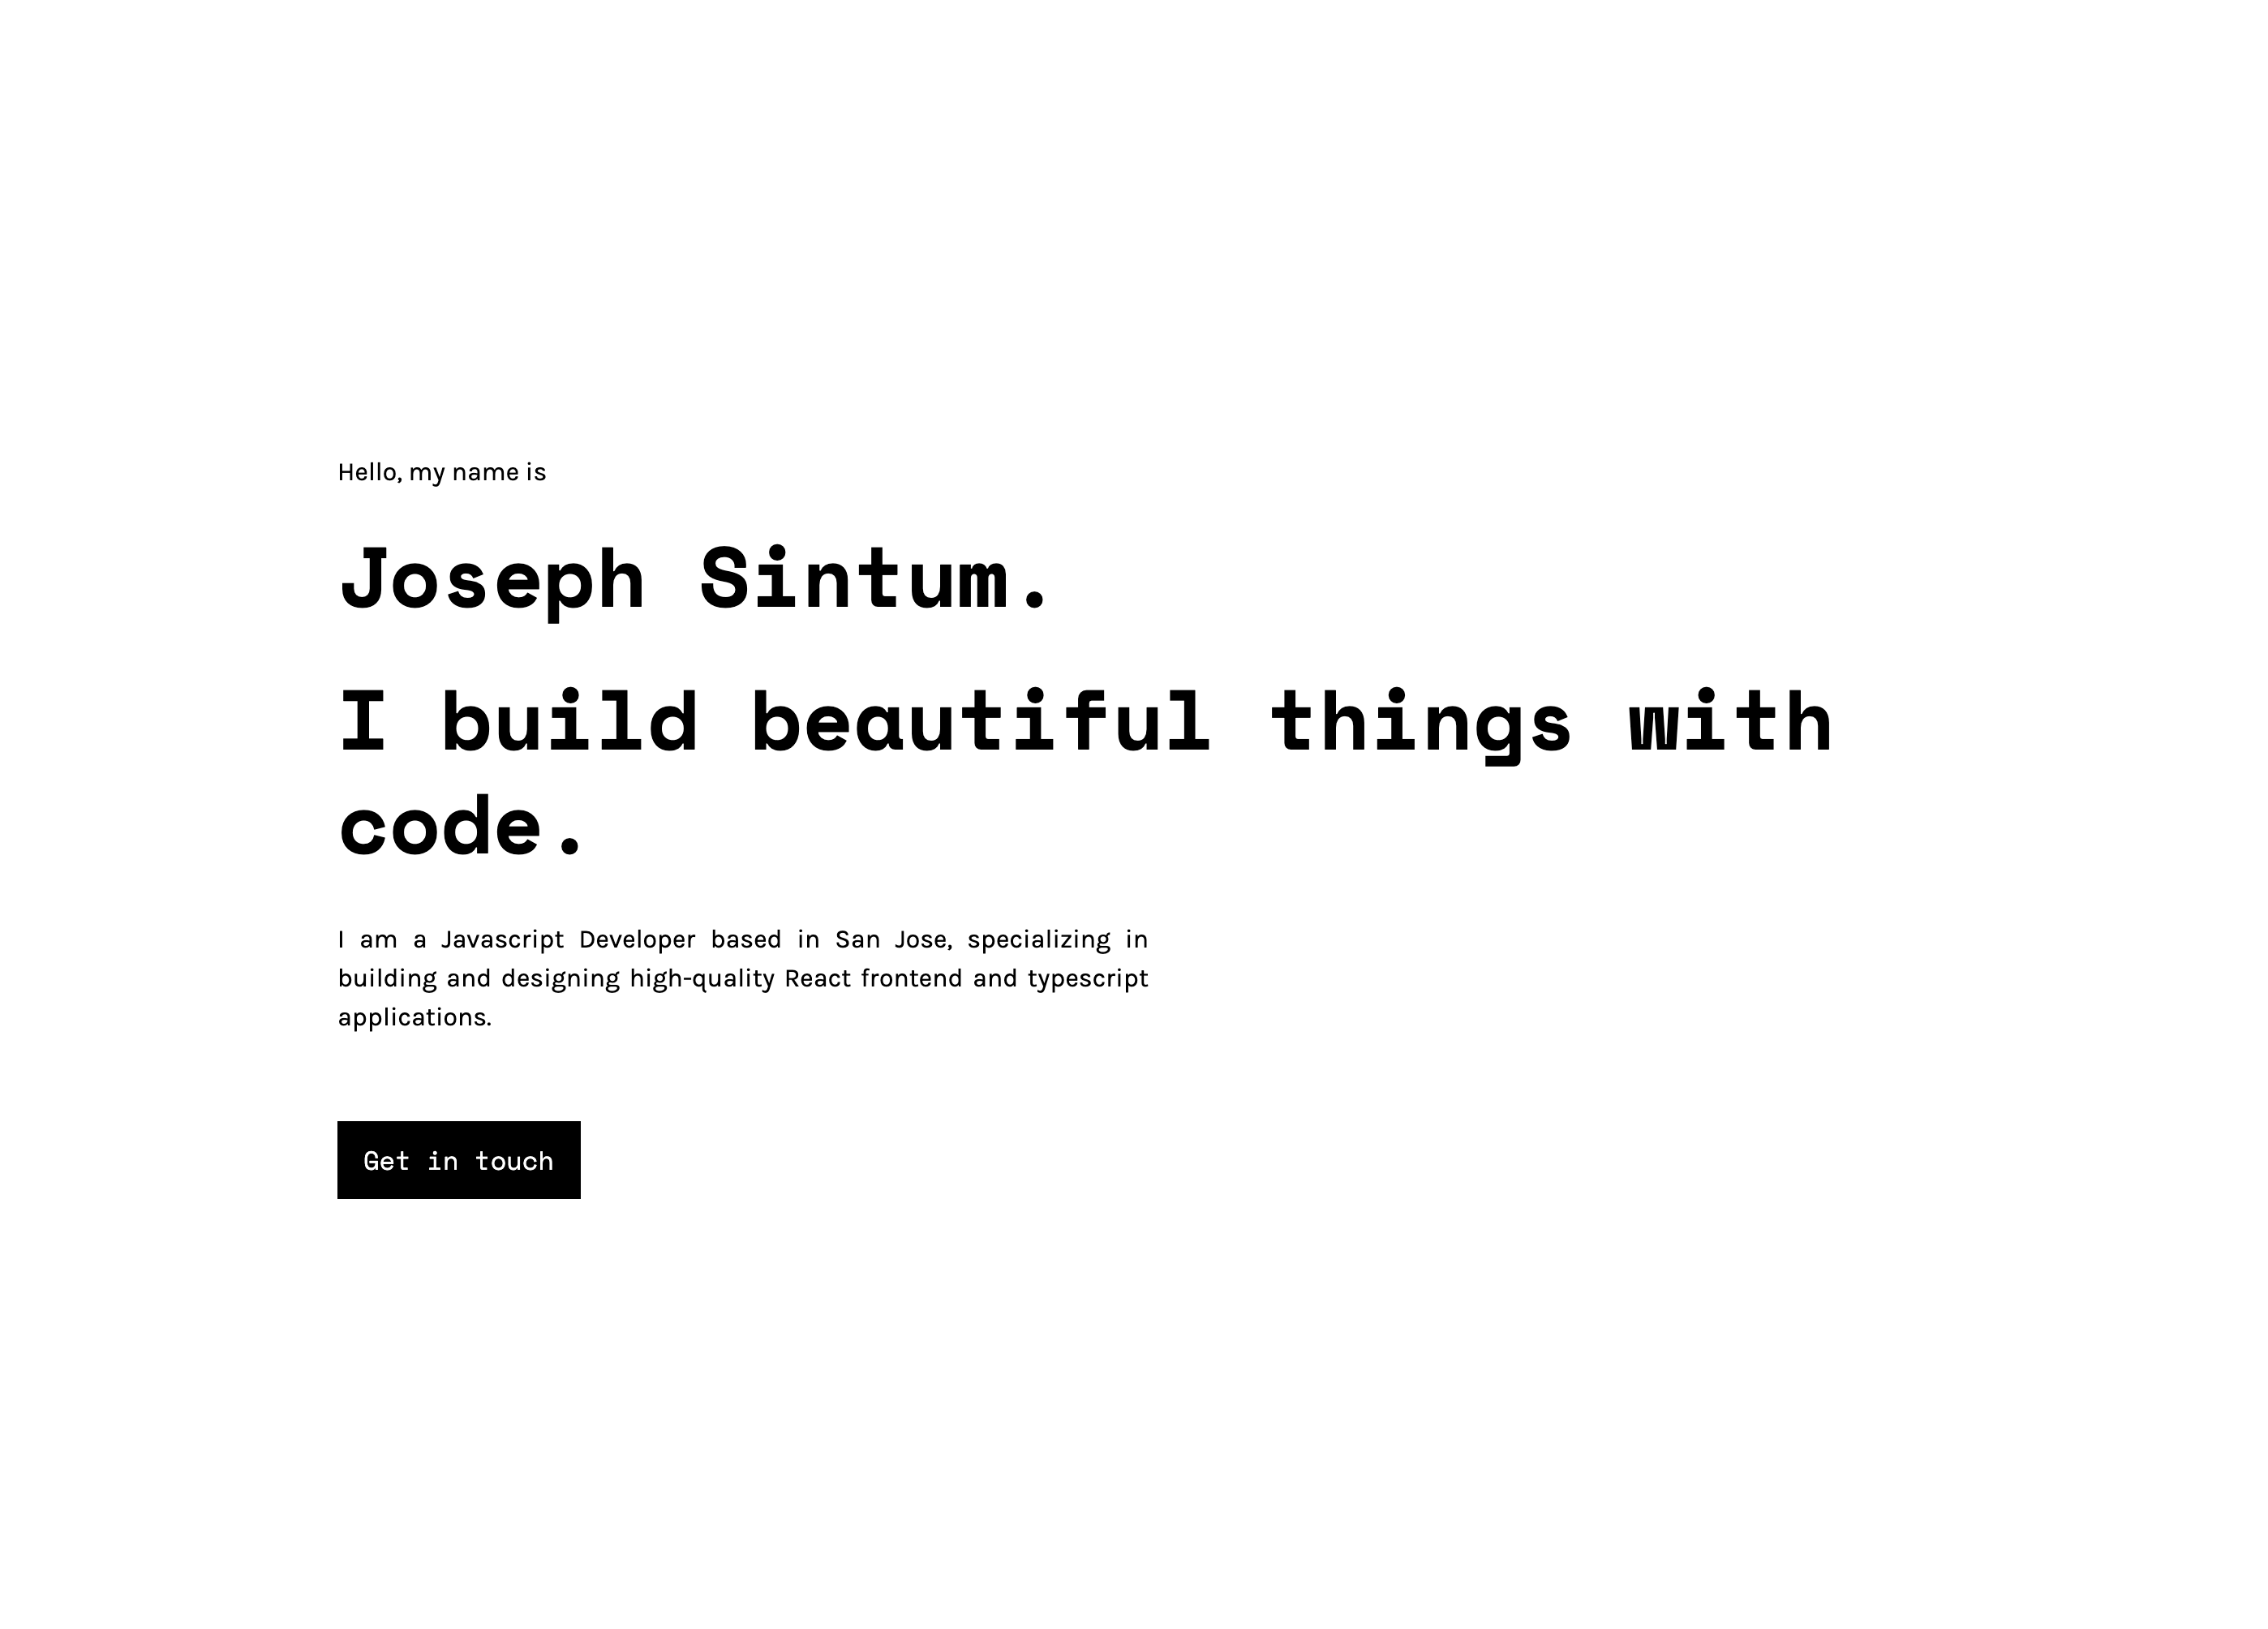 Hello, my name is
Joseph Sintum.
I build beautiful things with
code.
I am a Javascript Developer based in San Jose, specializing in
building and designing high-quality React frontend and typescript
applications.
Get in touch